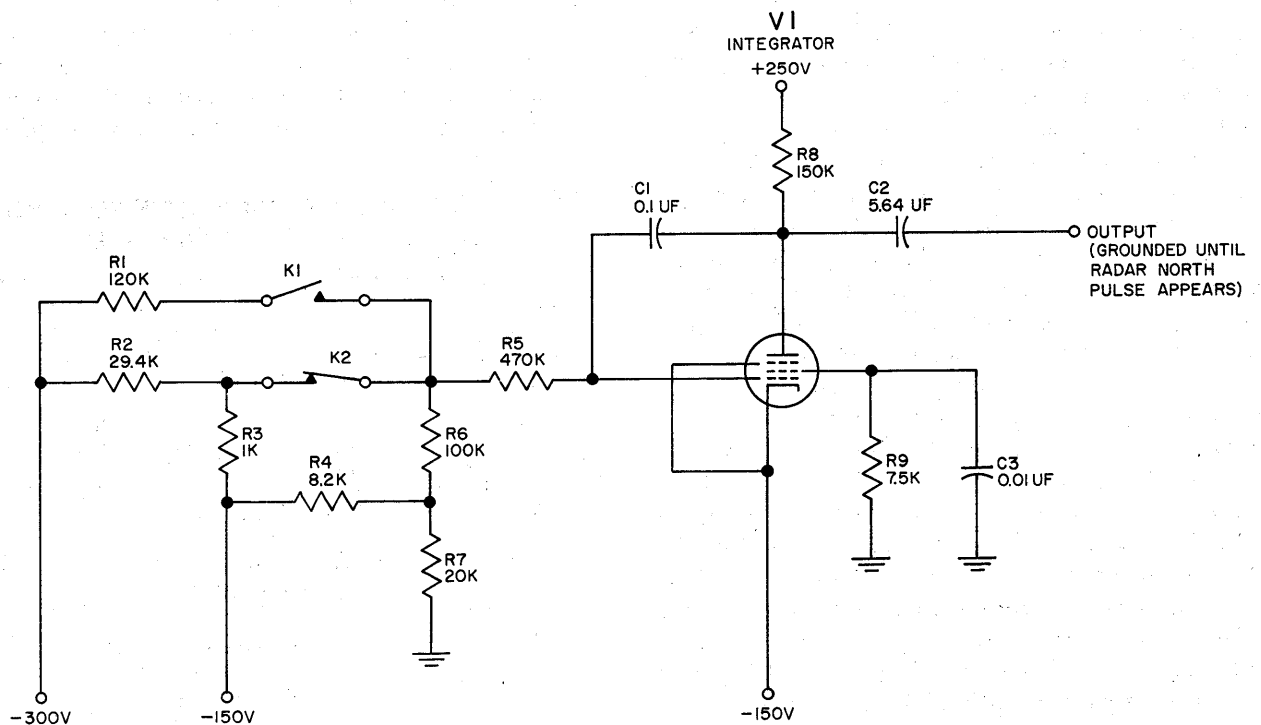 V1
INTEGRATOR
+250V
R8
150K
C1
0.1 UF
C2
5.64 UF
OUTPUT
(GROUNDED UNTIL
RADAR NORTH
PULSE APPEARS)
R1
120K
K1
R2
29.4K
K2
R5
470K
R3
1K
R6
100K
R4
8.2K
R9
7.5K
C3
0.01 UF
R7
20K
-300V
-150V
-150V